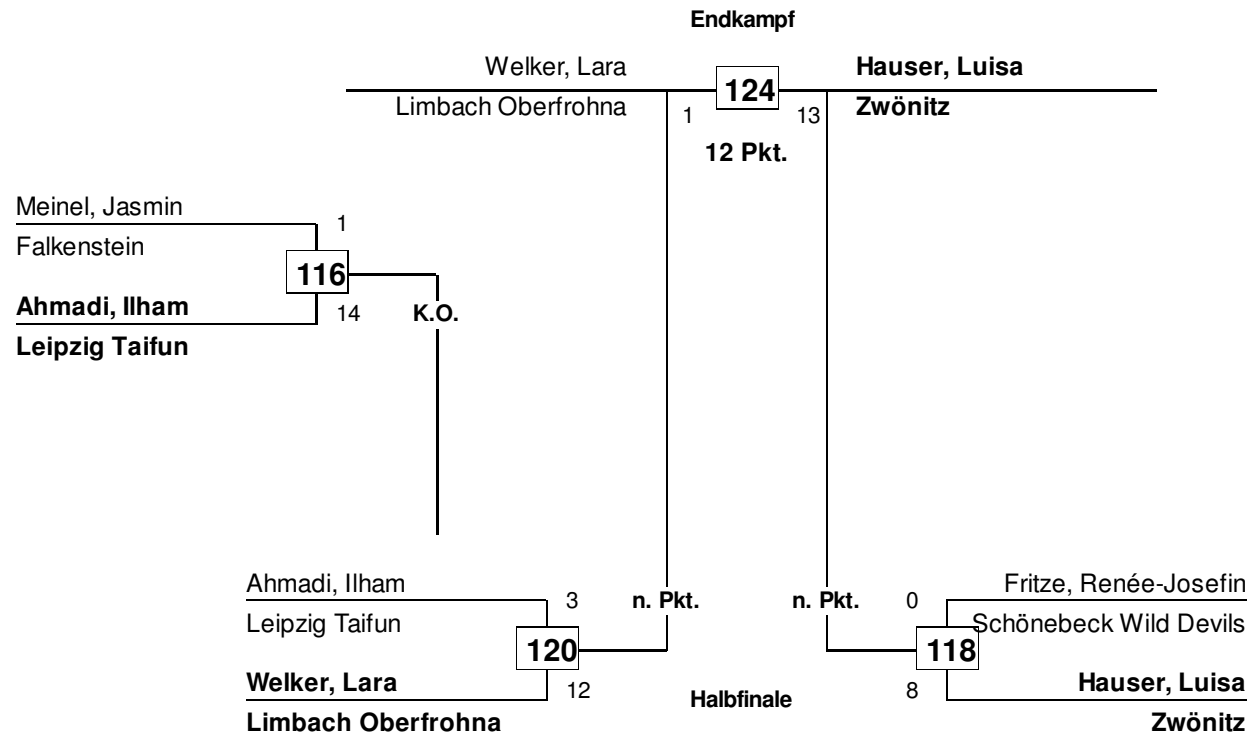 Endkampf
Welker, Lara
Hauser, Luisa
124
Limbach Oberfrohna
1
13
Zwönitz
12 Pkt.
Meinel, Jasmin
1
Falkenstein
116
Ahmadi, Ilham
14
K.O.
Leipzig Taifun
Ahmadi, Ilham
3
n. Pkt.
n. Pkt.
0
Fritze, Renée-Josefin
Leipzig Taifun
Schönebeck Wild Devils
120
118
Welker, Lara
12
Halbfinale
8
Hauser, Luisa
Limbach Oberfrohna
Zwönitz